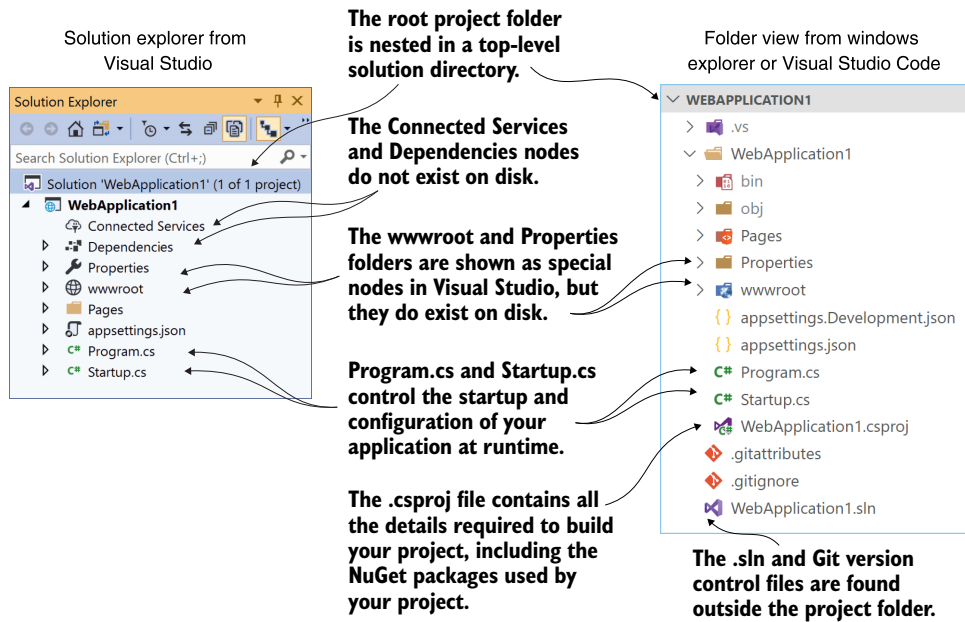 Solution explorer from
Visual Studio
Solution Explorer
Search Solution Explorer (Ctrl+;)
Solution 'WebApplication1' (1 of 1 project)
WebApplication1
Connected Services
Dependencies
Properties
wwwroot
Pages
appsettings.json
C# Program.cs
C# Startup.cs
The root project folder
is nested in a top-level
solution directory.
The Connected Services
and Dependencies nodes
do not exist on disk.
The wwwroot and Properties
folders are shown as special
nodes in Visual Studio, but
they do exist on disk.
Program.cs and Startup.cs
control the startup and
configuration of your
application at runtime.
The .csproj file contains all
the details required to build
your project, including the
NuGet packages used by
your project.
Folder view from windows
explorer or Visual Studio Code
WEBAPPLICATION1
.vs
WebApplication1
bin
obj
Pages
Properties
wwwroot
{ } appsettings.Development.json
{ } appsettings.json
C# Program.cs
C# Startup.cs
WebApplication1.csproj
.gitattributes
.gitignore
WebApplication1.sln
The .sln and Git version
control files are found
outside the project folder.